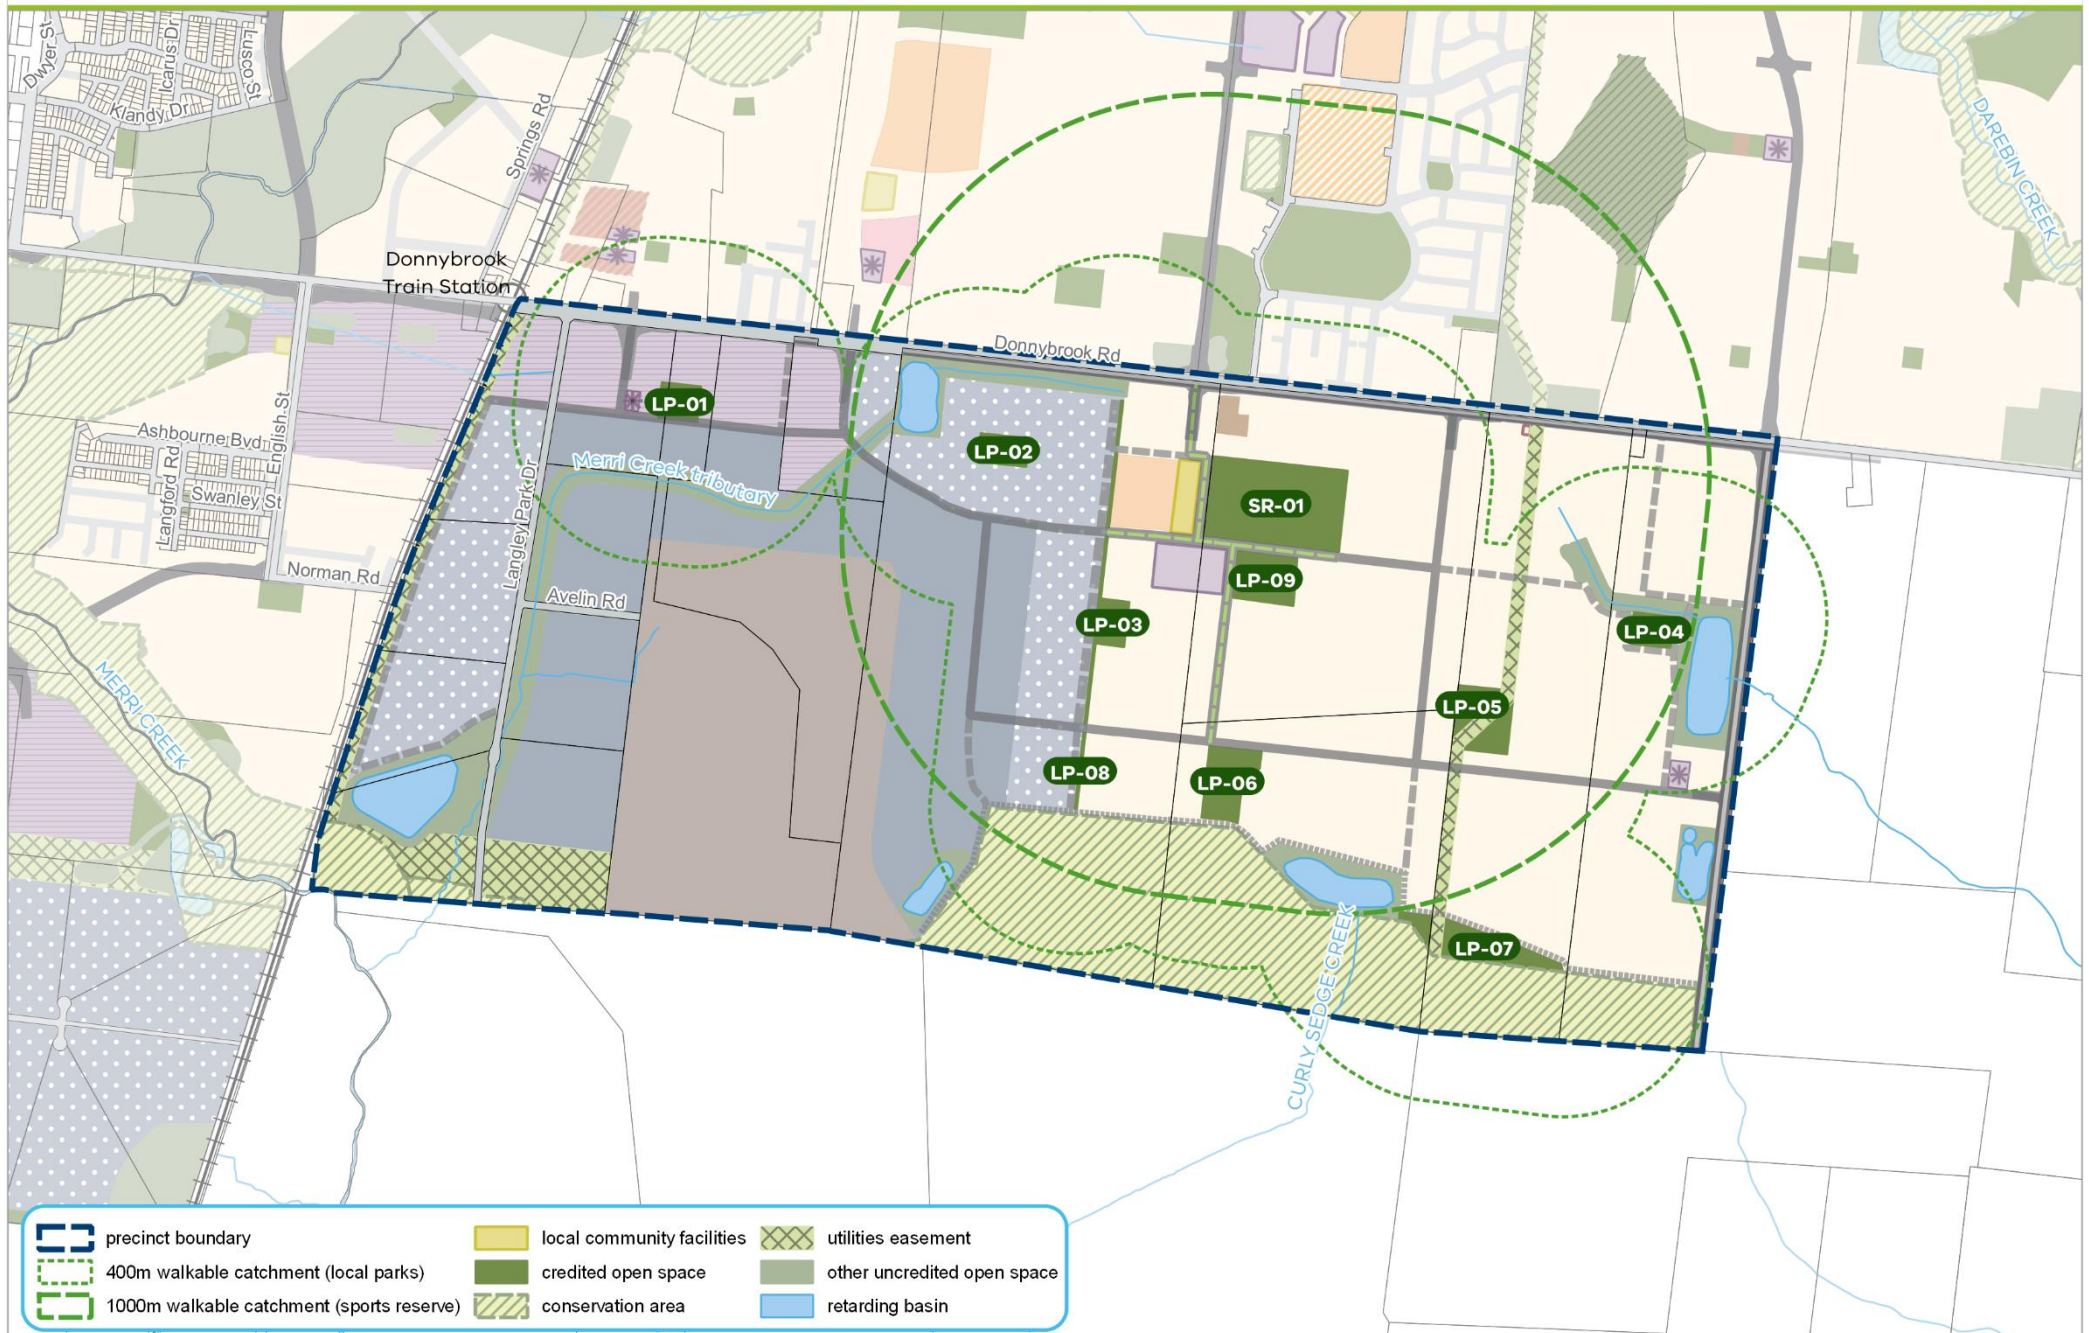 Dwyer St
Icarus Dr
Lusco St
Klandy Dr
Springs Rd
DAREBIN CREEK
Donnybrook
Train Station
Donnybrook Rd
LP-01
LP-02
Ashbourne Bvd
English St
Langford Rd
Swanley St
Merri Creek tributary
Langley Park Dr
SR-01
Norman Rd
Avelin Rd
LP-09
LP-03
LP-04
MERRI CREEK
LP-05
LP-08
LP-06
LP-07
CURLY SEDGE CREEK
precinct boundary
400m walkable catchment (local parks)
1000m walkable catchment (sports reserve)
local community facilities
credited open space
conservation area
utilities easement
other uncredited open space
retarding basin